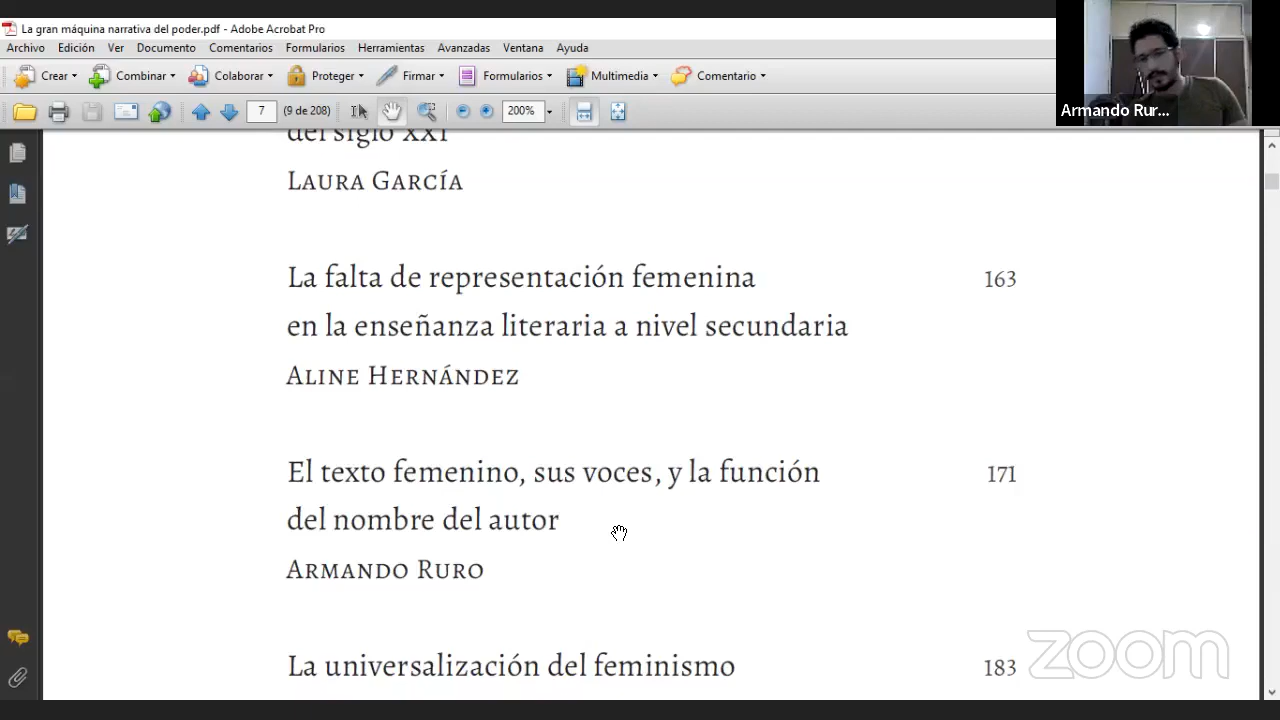 La gran máquina narrativa del poder.pdf - Adobe Acrobat Pro
Archivo Edición Ver Documento Comentarios Formularios Herramientas Avanzadas Ventana Ayuda
Crear Combinar Colaborar Proteger Firmar Formularios Multimedia Comentario
7 (9 de 208) 200%
Armando Rur...
del siglo XXI
Laura García
La falta de representación femenina 163
en la enseñanza literaria a nivel secundaria
Aline Hernández
El texto femenino, sus voces, y la función 171
del nombre del autor
Armando Ruro
La universalización del feminismo 183
zoom